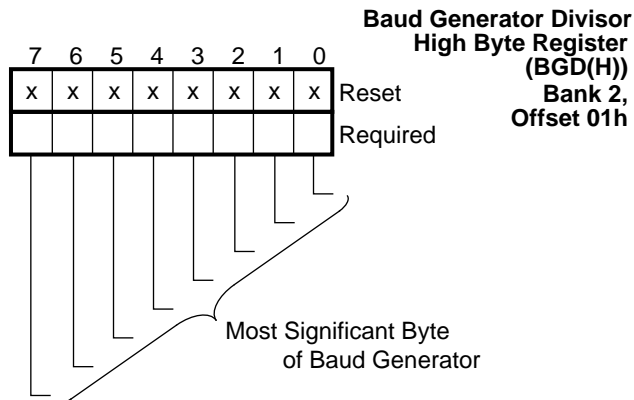 Baud Generator Divisor
High Byte Register
(BGD(H))
Bank 2,
Offset 01h
7 6 5 4 3 2 1 0
x x x x x x x x Reset
Required
Most Significant Byte
of Baud Generator